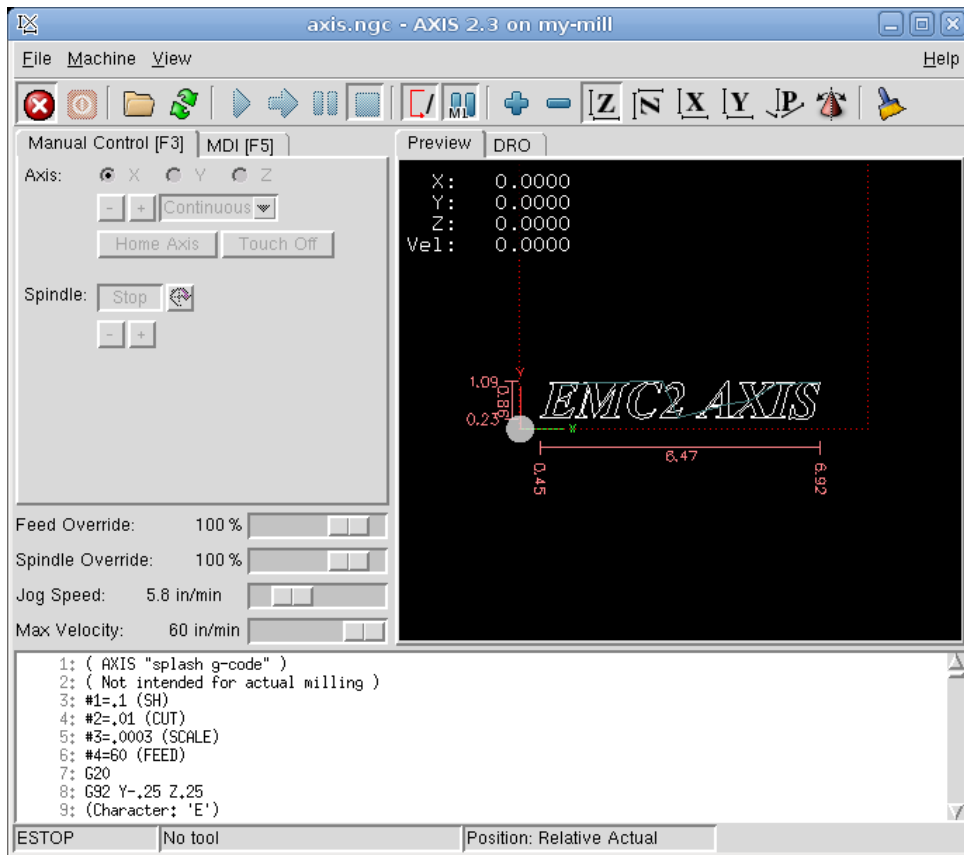 axis.ngc - AXIS 2.3 on my-mill
File Machine View Help
M1 Z N X Y P
Manual Control [F3] MDI [F5]
Axis: X Y Z
- + Continuous
Home Axis Touch Off
Spindle: Stop
- +
Feed Override: 100 %
Spindle Override: 100 %
Jog Speed: 5.8 in/min
Max Velocity: 60 in/min
Preview DRO
X: 0.0000
Y: 0.0000
Z: 0.0000
Vel: 0.0000
Y
1.09
0.86
0.23
EMC2 AXIS
X
6.47
0.45
6.92
1: ( AXIS "splash g-code" )
2: ( Not intended for actual milling )
3: #1=.1 (SH)
4: #2=.01 (CUT)
5: #3=.0003 (SCALE)
6: #4=60 (FEED)
7: G20
8: G92 Y-.25 Z.25
9: (Character: 'E')
ESTOP No tool Position: Relative Actual